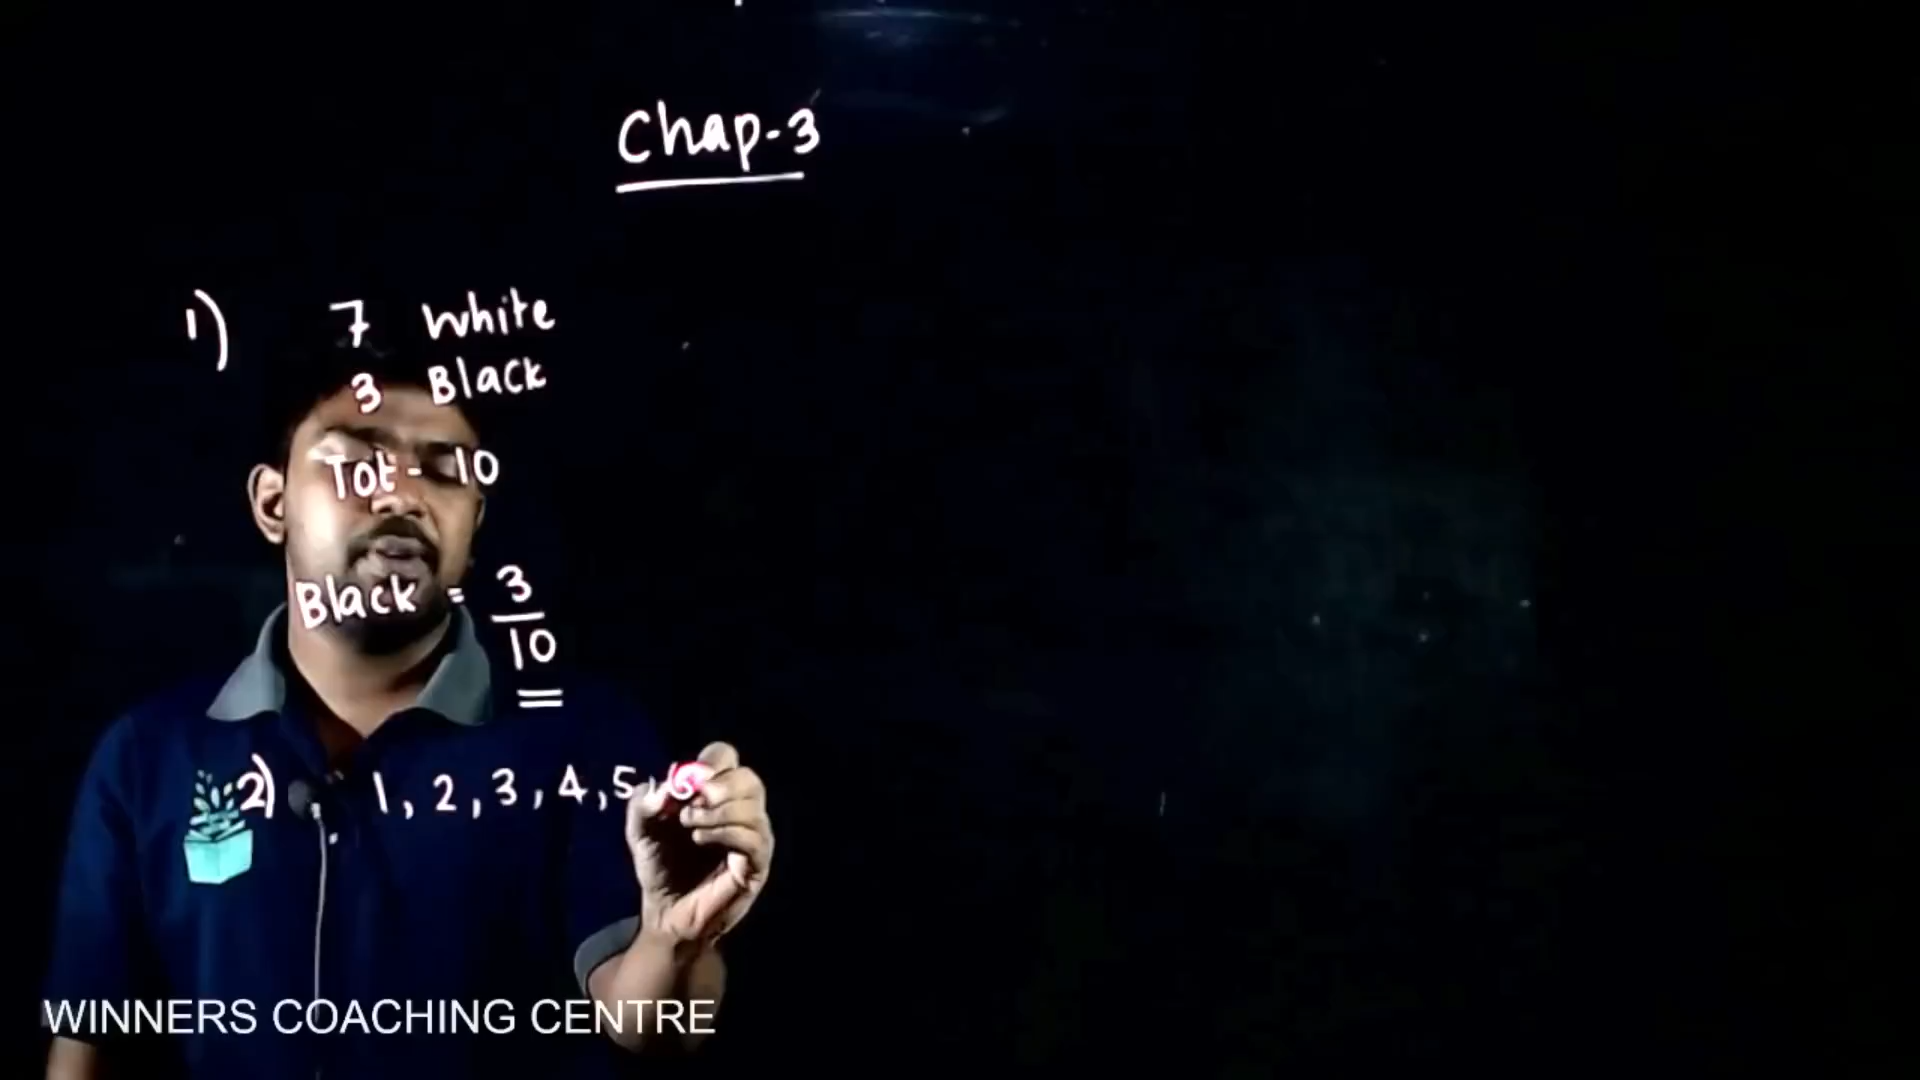 Chap-3
1) 7 White
3 Black
Tot - 10
Black = 3/10
2) 1, 2, 3, 4, 5, 6
WINNERS COACHING CENTRE